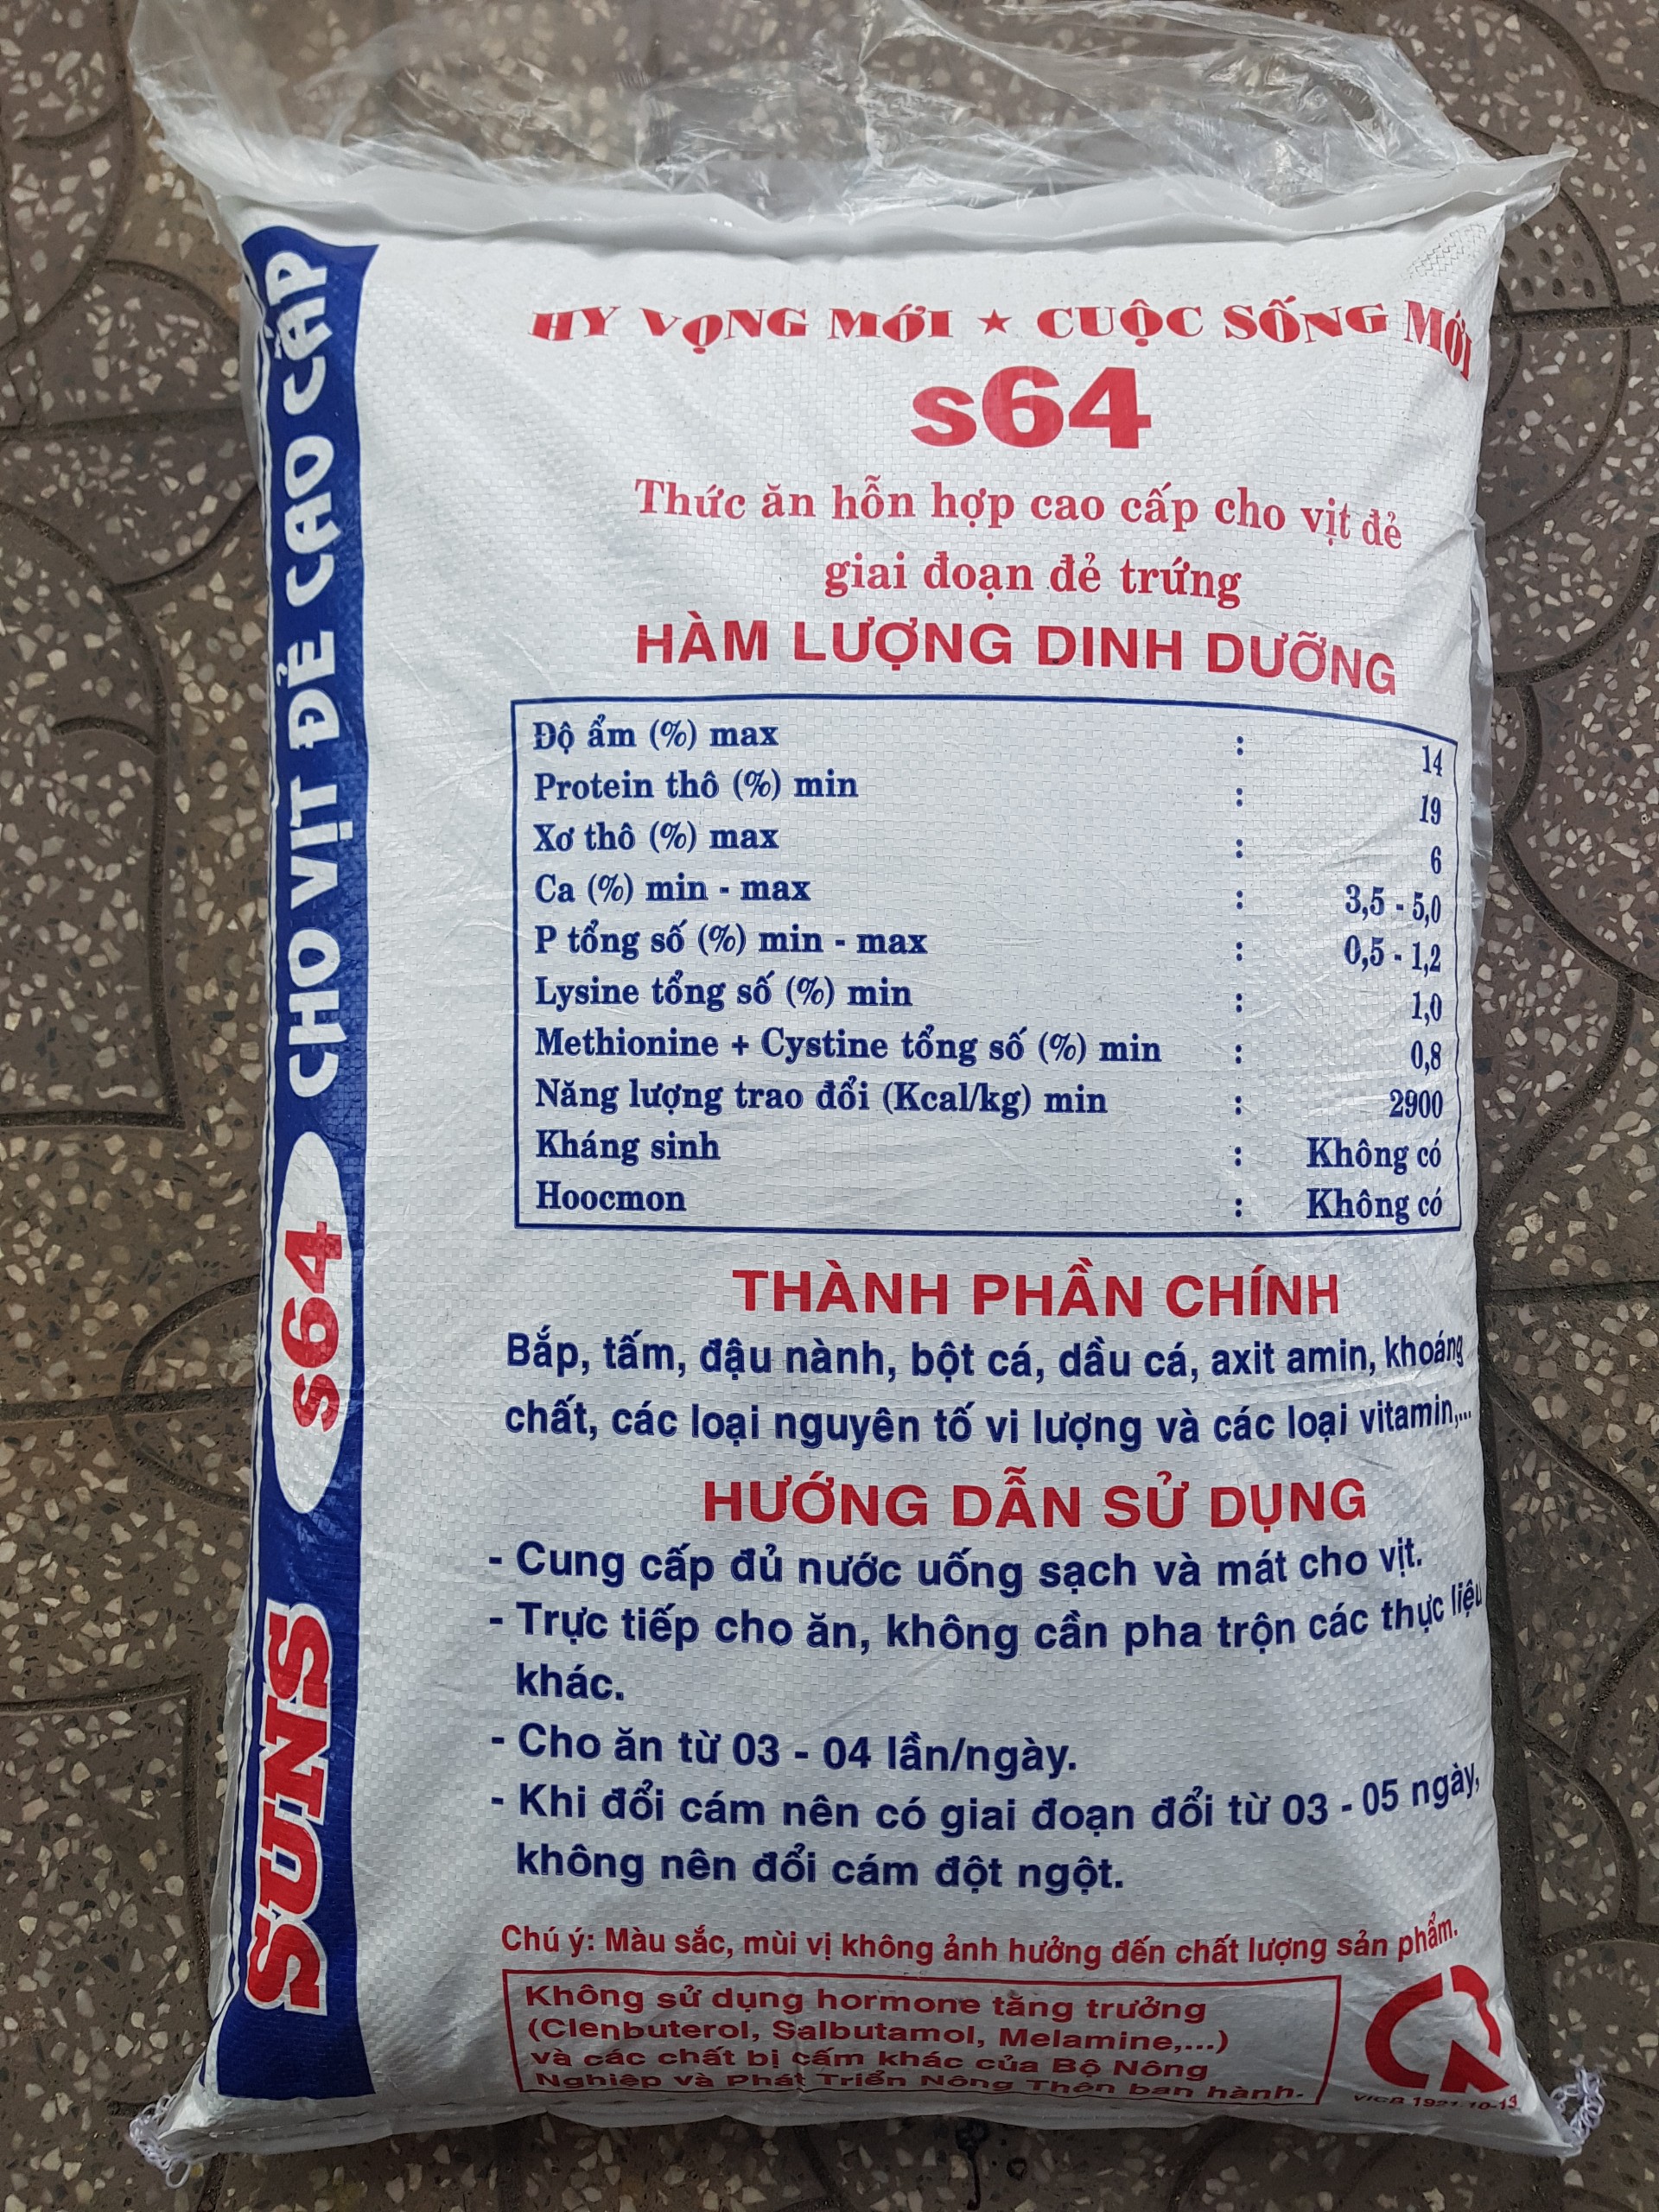 HY VỌNG MỚI ★ CUỘC SỐNG MỚI
s64
Thức ăn hỗn hợp cao cấp cho vịt đẻ
giai đoạn đẻ trứng
HÀM LƯỢNG DINH DƯỠNG
Độ ẩm (%) max : 14
Protein thô (%) min : 19
Xơ thô (%) max : 6
Ca (%) min - max : 3,5 - 5,0
P tổng số (%) min - max : 0,5 - 1,2
Lysine tổng số (%) min : 1,0
Methionine + Cystine tổng số (%) min : 0,8
Năng lượng trao đổi (Kcal/kg) min : 2900
Kháng sinh : Không có
Hoocmon : Không có
THÀNH PHẦN CHÍNH
Bắp, tấm, đậu nành, bột cá, dầu cá, axit amin, khoáng
chất, các loại nguyên tố vi lượng và các loại vitamin,...
HƯỚNG DẪN SỬ DỤNG
- Cung cấp đủ nước uống sạch và mát cho vịt.
- Trực tiếp cho ăn, không cần pha trộn các thực liệu
khác.
- Cho ăn từ 03 - 04 lần/ngày.
- Khi đổi cám nên có giai đoạn đổi từ 03 - 05 ngày,
không nên đổi cám đột ngột.
Chú ý: Màu sắc, mùi vị không ảnh hưởng đến chất lượng sản phẩm.
Không sử dụng hormone tăng trưởng
(Clenbuterol, Salbutamol, Melamine,...)
và các chất bị cấm khác của Bộ Nông
Nghiệp và Phát Triển Nông Thôn ban hành.
SUNS s64 CHO VỊT ĐẺ CAO CẤP